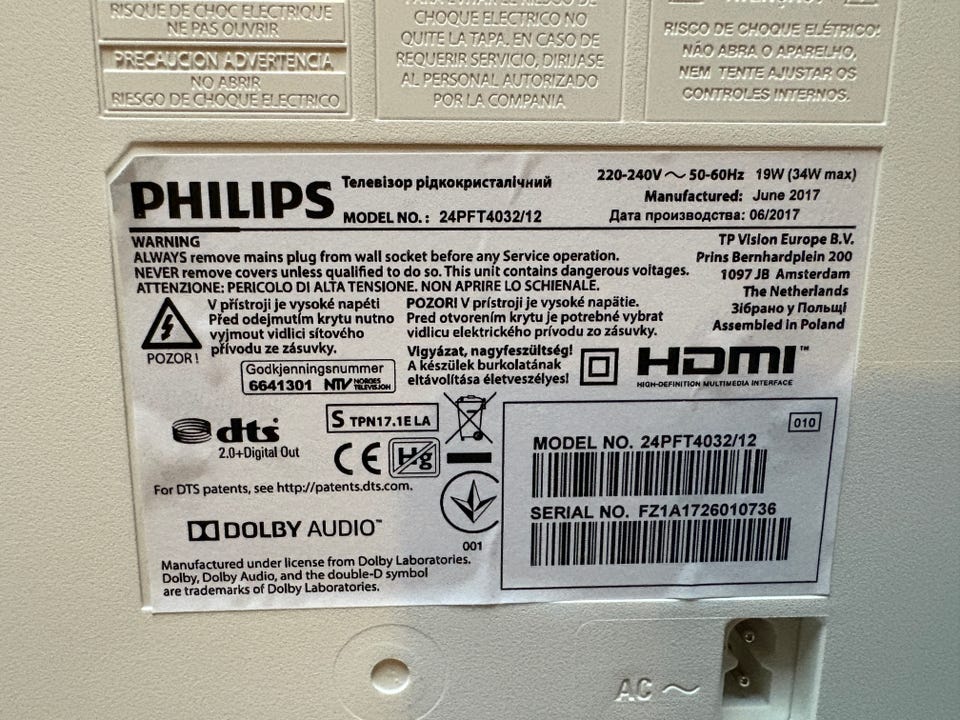 RISQUE DE CHOC ELECTRIQUE
NE PAS OUVRIR
PRECAUCION ADVERTENCIA
NO ABRIR
RIESGO DE CHOQUE ELECTRICO
CHOQUE ELECTRICO NO
QUITE LA TAPA. EN CASO DE
REQUERIR SERVICIO, DIRIJASE
AL PERSONAL AUTORIZADO
POR LA COMPANIA
RISCO DE CHOQUE ELÉTRICO:
NÃO ABRA O APARELHO,
NEM TENTE AJUSTAR OS
CONTROLES INTERNOS.
PHILIPS
Телевізор рідкокристалічний
MODEL NO.: 24PFT4032/12
220-240V ~ 50-60Hz 19W (34W max)
Manufactured: June 2017
Дата производства: 06/2017
WARNING
ALWAYS remove mains plug from wall socket before any Service operation.
NEVER remove covers unless qualified to do so. This unit contains dangerous voltages.
ATTENZIONE: PERICOLO DI ALTA TENSIONE. NON APRIRE LO SCHIENALE.
TP Vision Europe B.V.
Prins Bernhardplein 200
1097 JB Amsterdam
The Netherlands
Зібрано у Польщі
Assembled in Poland
POZOR!
V přístroji je vysoké napětí
Před odejmutím krytu nutno
vyjmout vidlici síťového
přívodu ze zásuvky.
POZOR! V prístroji je vysoké napätie.
Pred otvorením krytu je potrebné vybrat
vidlicu elektrického prívodu zo zásuvky.
Vigyázat, nagyfeszültség!
A készülek burkolatának
eltávolítása életveszélyes!
HDMI™
HIGH-DEFINITION MULTIMEDIA INTERFACE
Godkjenningsnummer
6641301 NTV NORGES TELEVISJON
dts
2.0+Digital Out
S TPN17.1E LA
CE Hg
For DTS patents, see http://patents.dts.com.
DOLBY AUDIO™
001
Manufactured under license from Dolby Laboratories.
Dolby, Dolby Audio, and the double-D symbol
are trademarks of Dolby Laboratories.
010
MODEL NO. 24PFT4032/12
SERIAL NO. FZ1A1726010736
AC ~